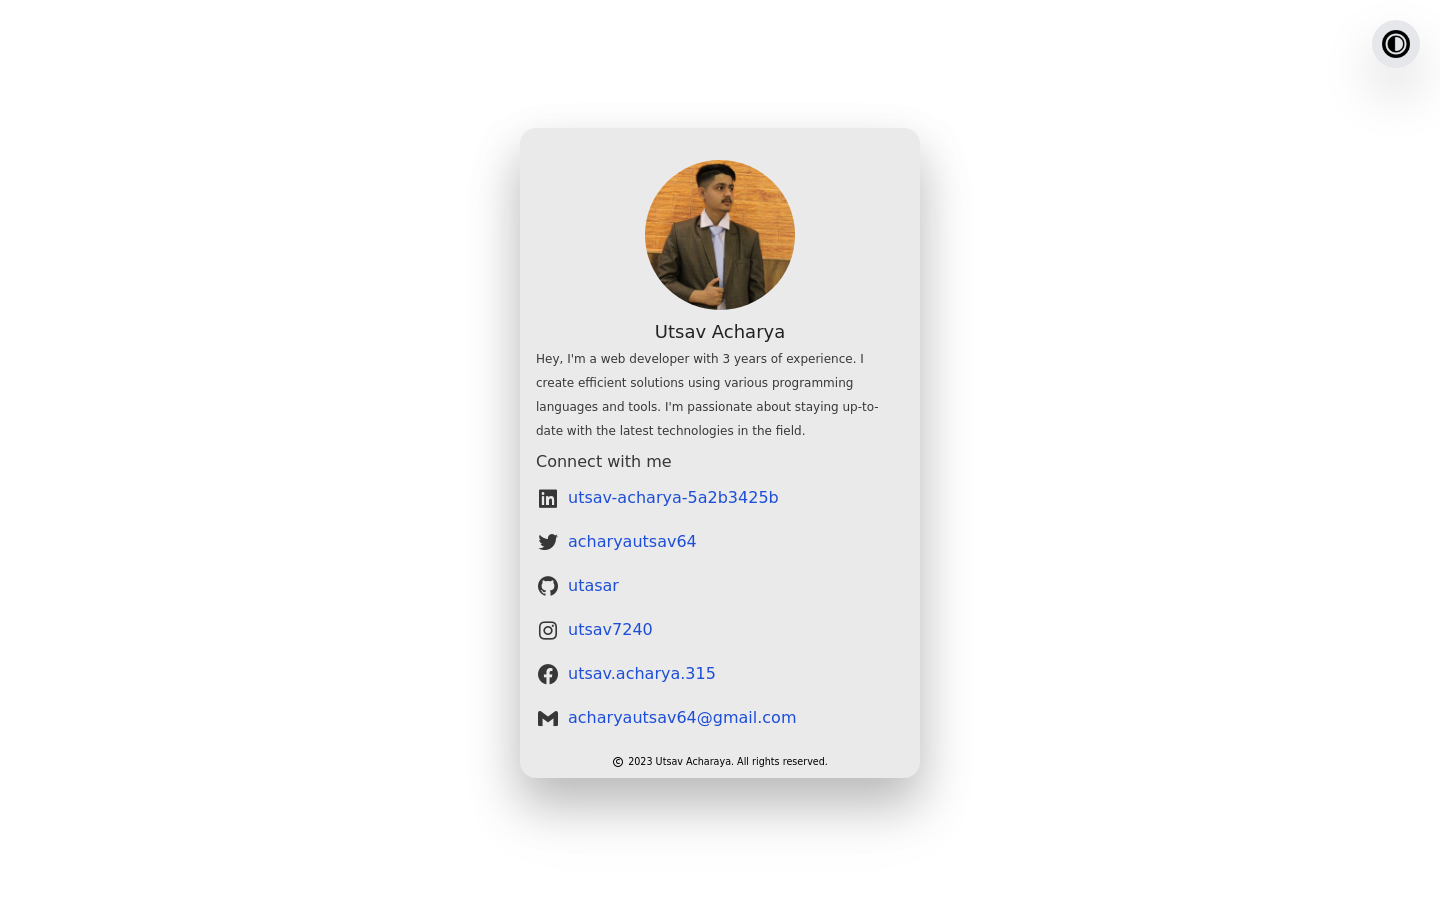 Utsav Acharya
Hey, I'm a web developer with 3 years of experience. I
create efficient solutions using various programming
languages and tools. I'm passionate about staying up-to-
date with the latest technologies in the field.
Connect with me
utsav-acharya-5a2b3425b
acharyautsav64
utasar
utsav7240
utsav.acharya.315
acharyautsav64@gmail.com
© 2023 Utsav Acharaya. All rights reserved.